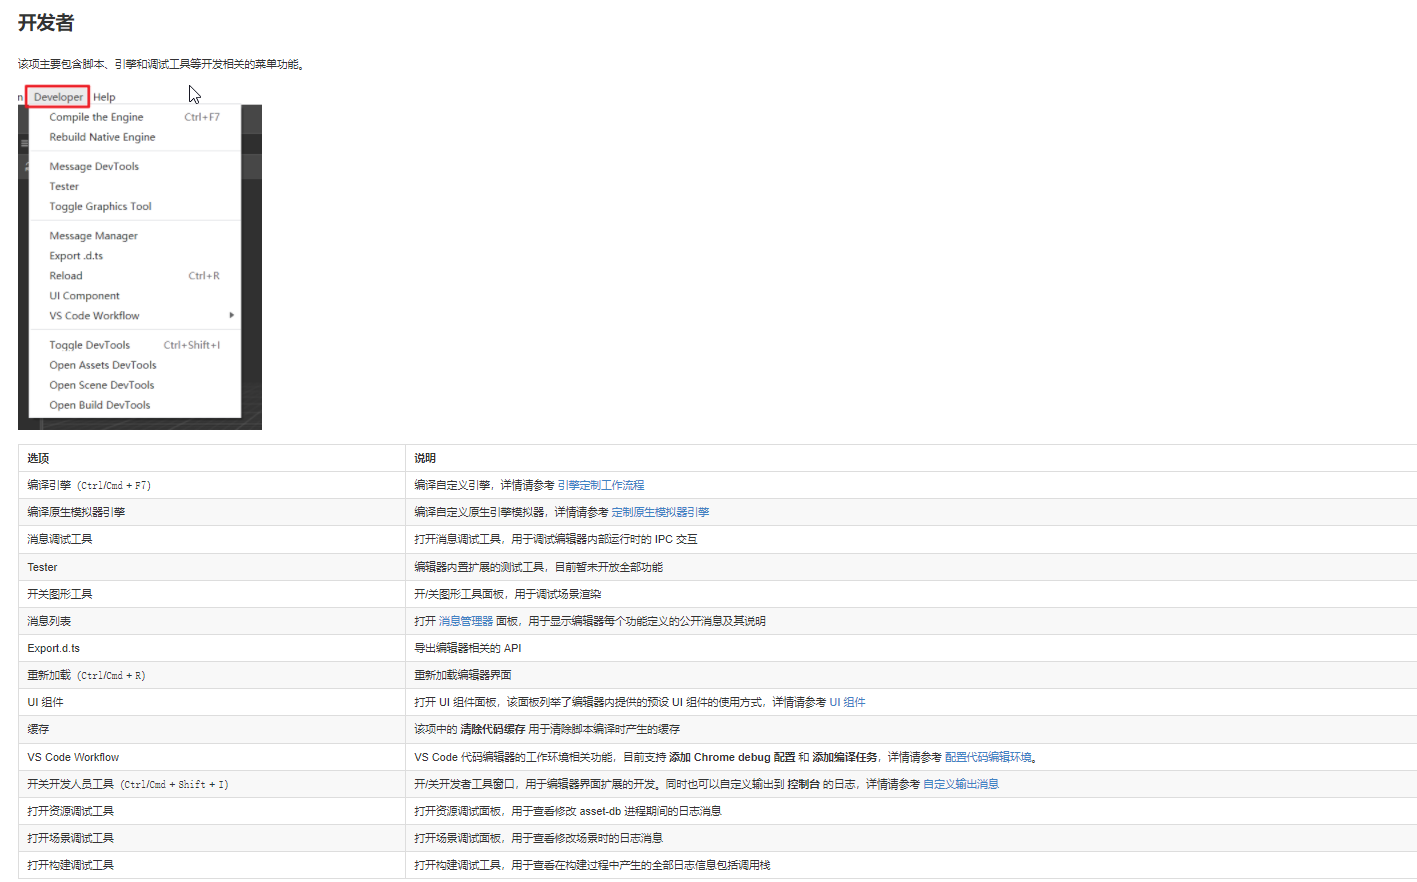 开发者
该项主要包含脚本、引擎和调试工具等开发相关的菜单功能。
n Developer Help
Compile the Engine Ctrl+F7
Rebuild Native Engine
Message DevTools
Tester
Toggle Graphics Tool
Message Manager
Export .d.ts
Reload Ctrl+R
UI Component
VS Code Workflow
Toggle DevTools Ctrl+Shift+I
Open Assets DevTools
Open Scene DevTools
Open Build DevTools
选项 说明
编译引擎（Ctrl/Cmd + F7） 编译自定义引擎，详情请参考 引擎定制工作流程
编译原生模拟器引擎 编译自定义原生引擎模拟器，详情请参考 定制原生模拟器引擎
消息调试工具 打开消息调试工具，用于调试编辑器内部运行时的 IPC 交互
Tester 编辑器内置扩展的测试工具，目前暂未开放全部功能
开关图形工具 开/关图形工具面板，用于调试场景渲染
消息列表 打开 消息管理器 面板，用于显示编辑器每个功能定义的公开消息及其说明
Export.d.ts 导出编辑器相关的 API
重新加载（Ctrl/Cmd + R） 重新加载编辑器界面
UI 组件 打开 UI 组件面板，该面板列举了编辑器内提供的预设 UI 组件的使用方式，详情请参考 UI 组件
缓存 该项中的 清除代码缓存 用于清除脚本编译时产生的缓存
VS Code Workflow VS Code 代码编辑器的工作环境相关功能，目前支持 添加 Chrome debug 配置 和 添加编译任务，详情请参考 配置代码编辑环境。
开关开发人员工具（Ctrl/Cmd + Shift + I） 开/关开发者工具窗口，用于编辑器界面扩展的开发。同时也可以自定义输出到 控制台 的日志，详情请参考 自定义输出消息
打开资源调试工具 打开资源调试面板，用于查看修改 asset-db 进程期间的日志消息
打开场景调试工具 打开场景调试面板，用于查看修改场景时的日志消息
打开构建调试工具 打开构建调试工具，用于查看在构建过程中产生的全部日志信息包括调用栈